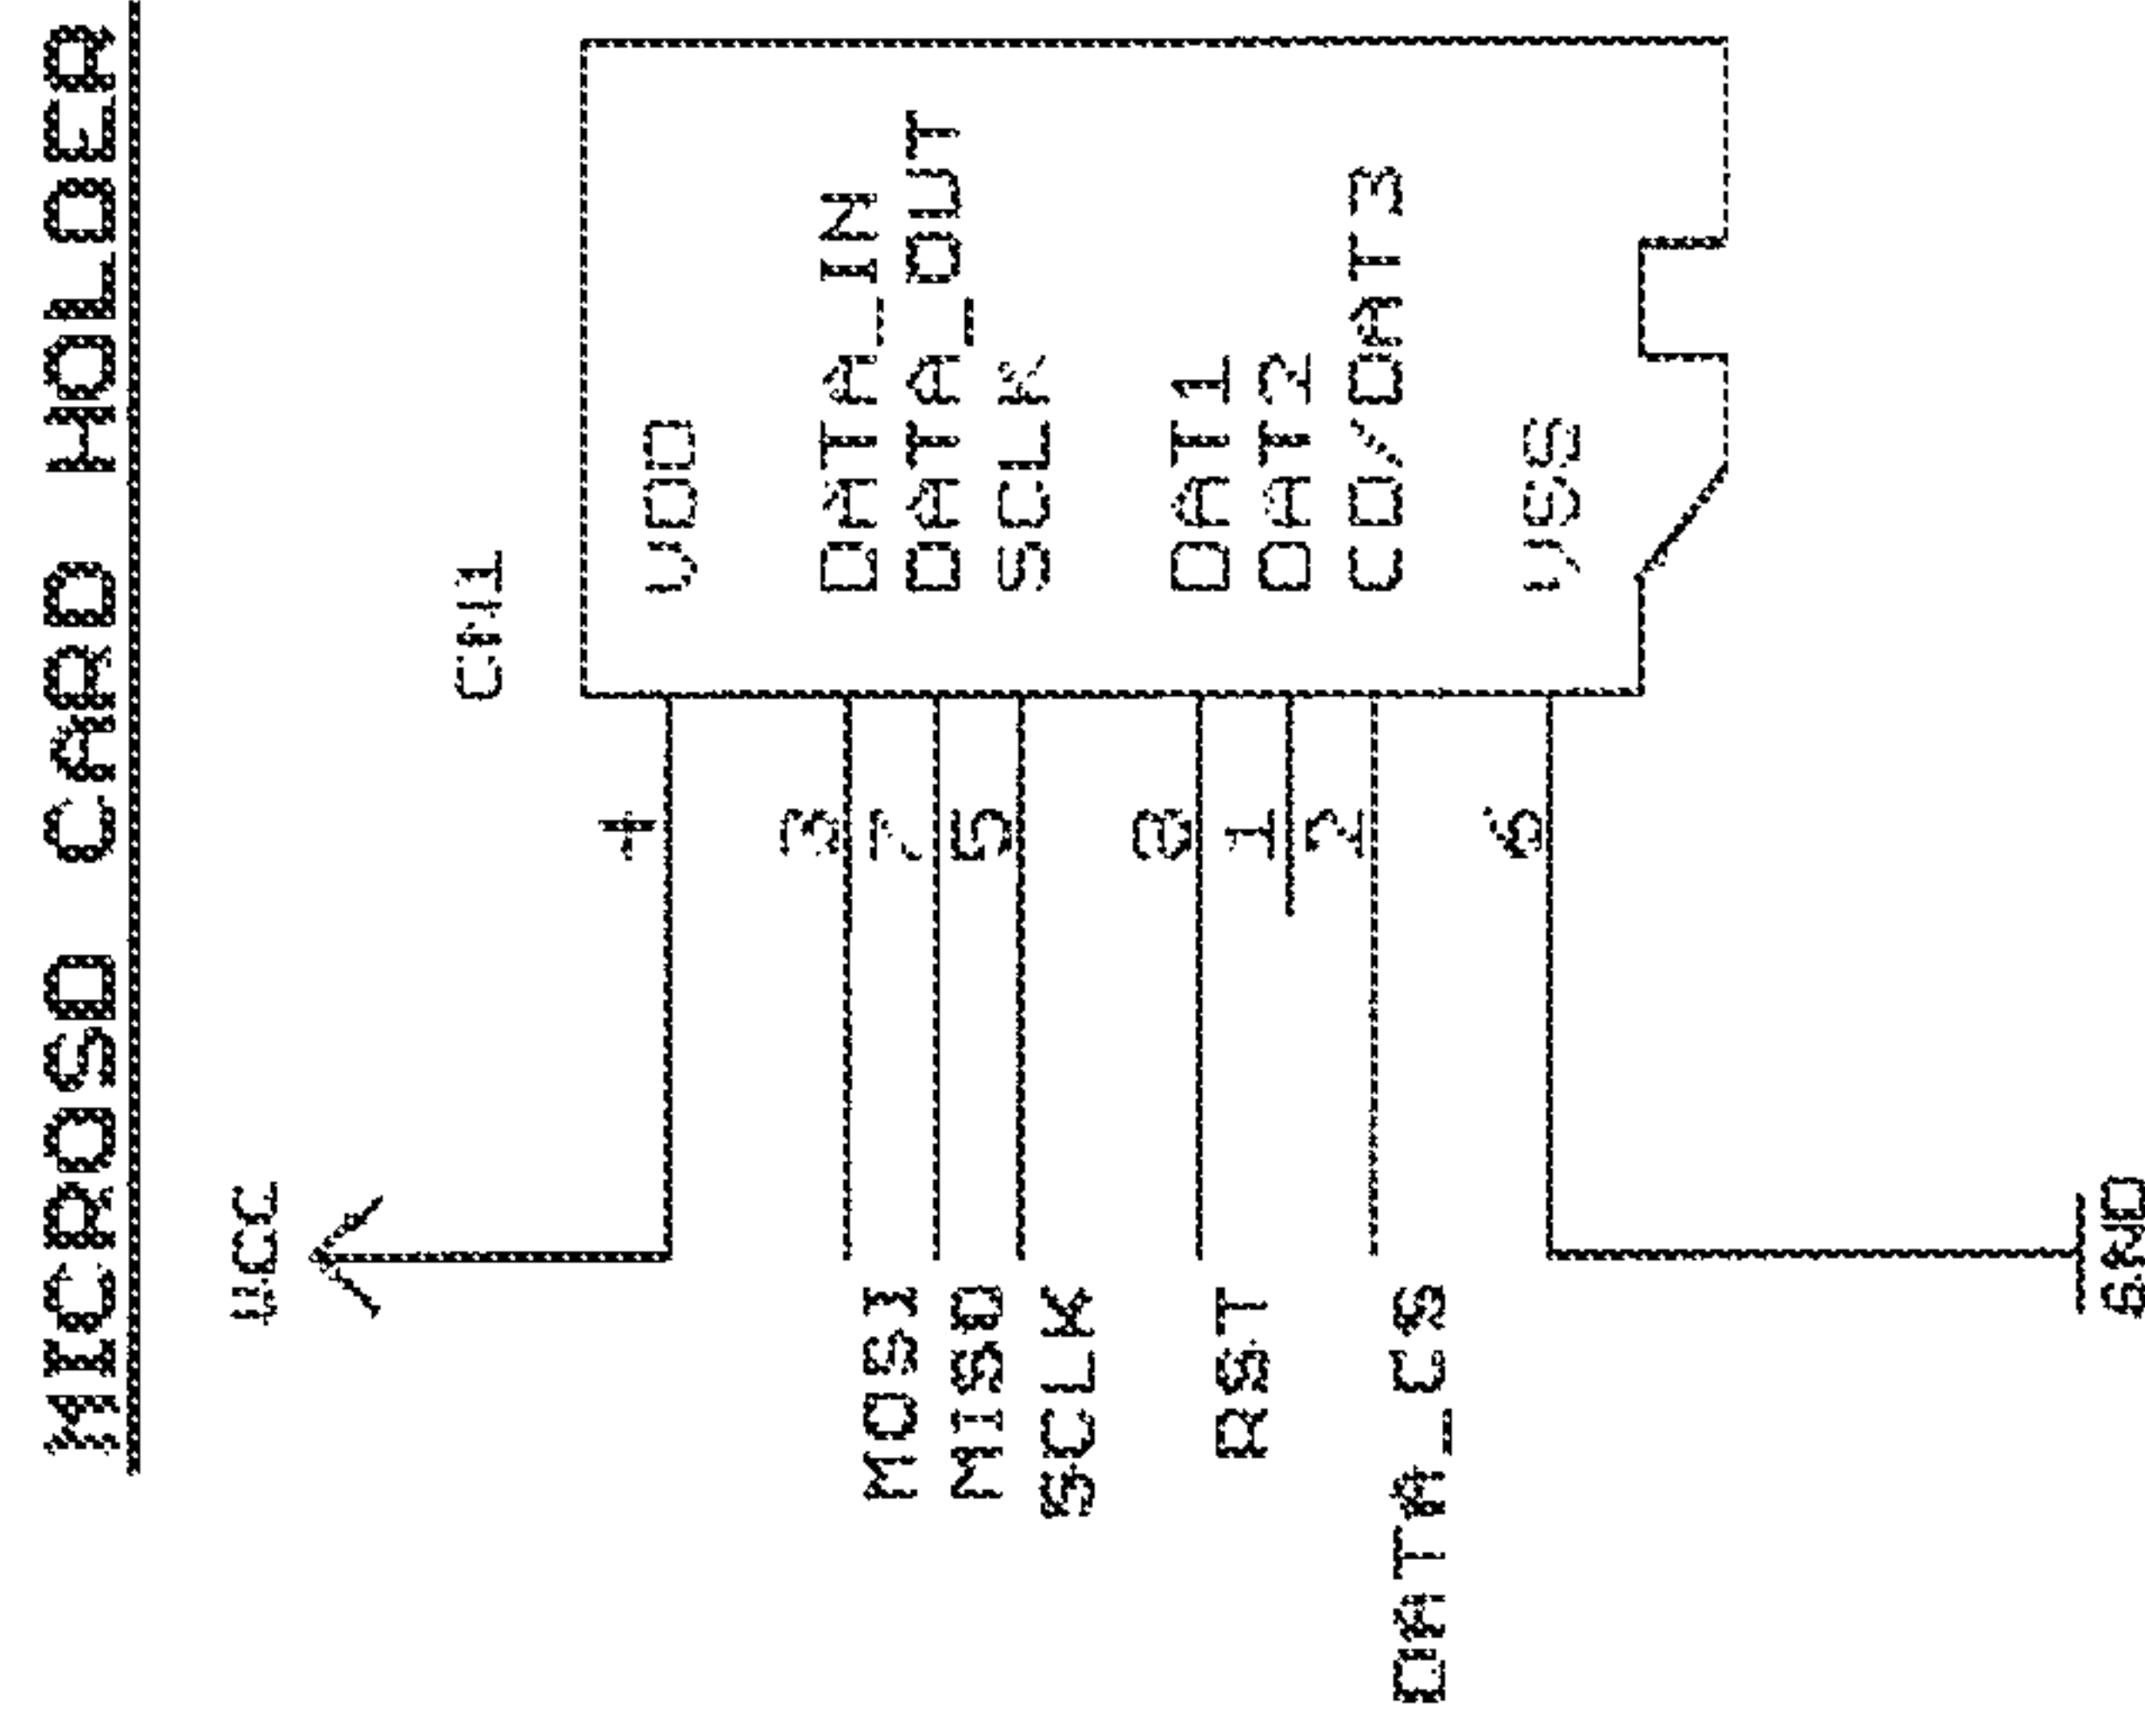 MICROSD CARD HOLDER
VCC
CN1
4 VDD
MOSI 3 DATA_IN
MISO 7 DATA_OUT
SCLK 5 SCLK
RST 8 DAT1
1 DAT2
DATA_CS 2 CD/DAT3
6 VSS
GND